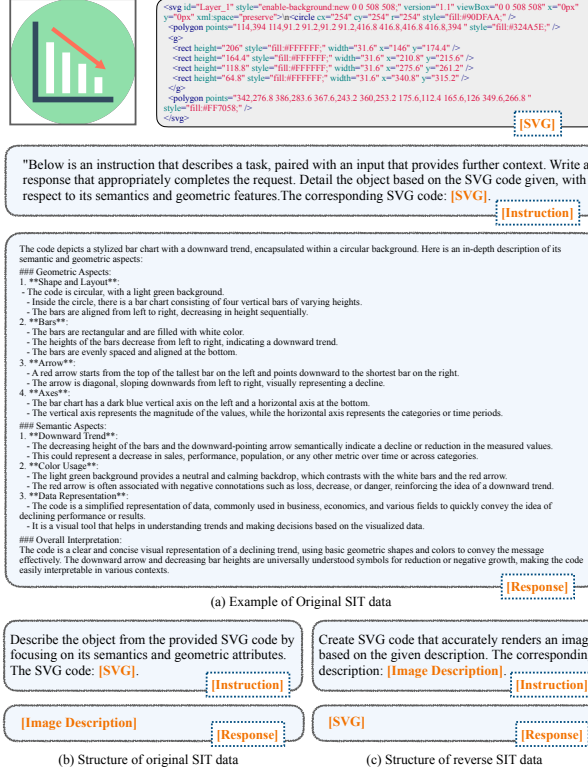 <svg id="Layer_1" style="enable-background:new 0 0 508 508;" version="1.1" viewBox="0 0 508 508" x="0px"
y="0px" xml:space="preserve">\n<circle cx="254" cy="254" r="254" style="fill:#90DFAA;" />
<polygon points="114,394 114,91.2 91.2,91.2 91.2,416.8 416.8,416.8 416.8,394 " style="fill:#324A5E;" />
<g>
<rect height="206" style="fill:#FFFFFF;" width="31.6" x="146" y="174.4" />
<rect height="164.4" style="fill:#FFFFFF;" width="31.6" x="210.8" y="215.6" />
<rect height="118.8" style="fill:#FFFFFF;" width="31.6" x="275.6" y="261.2" />
<rect height="64.8" style="fill:#FFFFFF;" width="31.6" x="340.8" y="315.2" />
</g>
<polygon points="342,276.8 386,283.6 367.6,243.2 360,253.2 175.6,112.4 165.6,126 349.6,266.8 "
style="fill:#FF7058;" />
</svg>
[SVG]
"Below is an instruction that describes a task, paired with an input that provides further context. Write a
response that appropriately completes the request. Detail the object based on the SVG code given, with
respect to its semantics and geometric features.The corresponding SVG code: [SVG].
[Instruction]
The code depicts a stylized bar chart with a downward trend, encapsulated within a circular background. Here is an in-depth description of its
semantic and geometric aspects:
### Geometric Aspects:
1. **Shape and Layout**:
- The code is circular, with a light green background.
- Inside the circle, there is a bar chart consisting of four vertical bars of varying heights.
- The bars are aligned from left to right, decreasing in height sequentially.
2. **Bars**:
- The bars are rectangular and are filled with white color.
- The heights of the bars decrease from left to right, indicating a downward trend.
- The bars are evenly spaced and aligned at the bottom.
3. **Arrow**:
- A red arrow starts from the top of the tallest bar on the left and points downward to the shortest bar on the right.
- The arrow is diagonal, sloping downwards from left to right, visually representing a decline.
4. **Axes**:
- The bar chart has a dark blue vertical axis on the left and a horizontal axis at the bottom.
- The vertical axis represents the magnitude of the values, while the horizontal axis represents the categories or time periods.
### Semantic Aspects:
1. **Downward Trend**:
- The decreasing height of the bars and the downward-pointing arrow semantically indicate a decline or reduction in the measured values.
- This could represent a decrease in sales, performance, population, or any other metric over time or across categories.
2. **Color Usage**:
- The light green background provides a neutral and calming backdrop, which contrasts with the white bars and the red arrow.
- The red arrow is often associated with negative connotations such as loss, decrease, or danger, reinforcing the idea of a downward trend.
3. **Data Representation**:
- The code is a simplified representation of data, commonly used in business, economics, and various fields to quickly convey the idea of
declining performance or results.
- It is a visual tool that helps in understanding trends and making decisions based on the visualized data.
### Overall Interpretation:
The code is a clear and concise visual representation of a declining trend, using basic geometric shapes and colors to convey the message
effectively. The downward arrow and decreasing bar heights are universally understood symbols for reduction or negative growth, making the code
easily interpretable in various contexts.
[Response]
(a) Example of Original SIT data
Describe the object from the provided SVG code by
focusing on its semantics and geometric attributes.
The SVG code: [SVG].
[Instruction]
[Image Description]
[Response]
(b) Structure of original SIT data
Create SVG code that accurately renders an imag
based on the given description. The correspondin
description: [Image Description].
[Instruction]
[SVG]
[Response]
(c) Structure of reverse SIT data